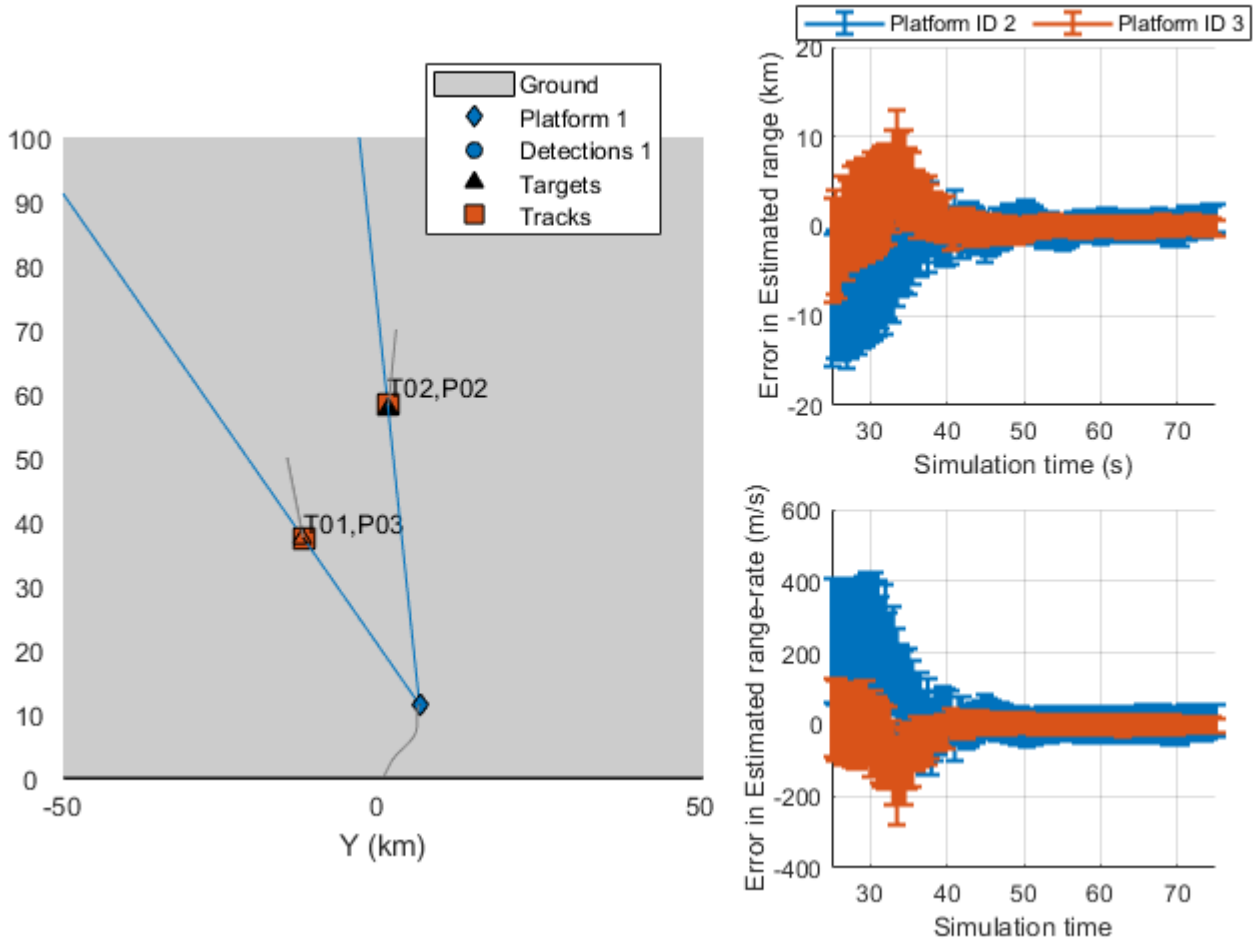 Ground
Platform 1
Detections 1
Targets
Tracks
100
90
80
70
60
50
40
30
20
10
0
T02,P02
T01,P03
-50
0
50
Y (km)
Platform ID 2
Platform ID 3
Error in Estimated range (km)
20
10
0
-10
-20
30
40
50
60
70
Simulation time (s)
Error in Estimated range-rate (m/s)
600
400
200
0
-200
-400
30
40
50
60
70
Simulation time